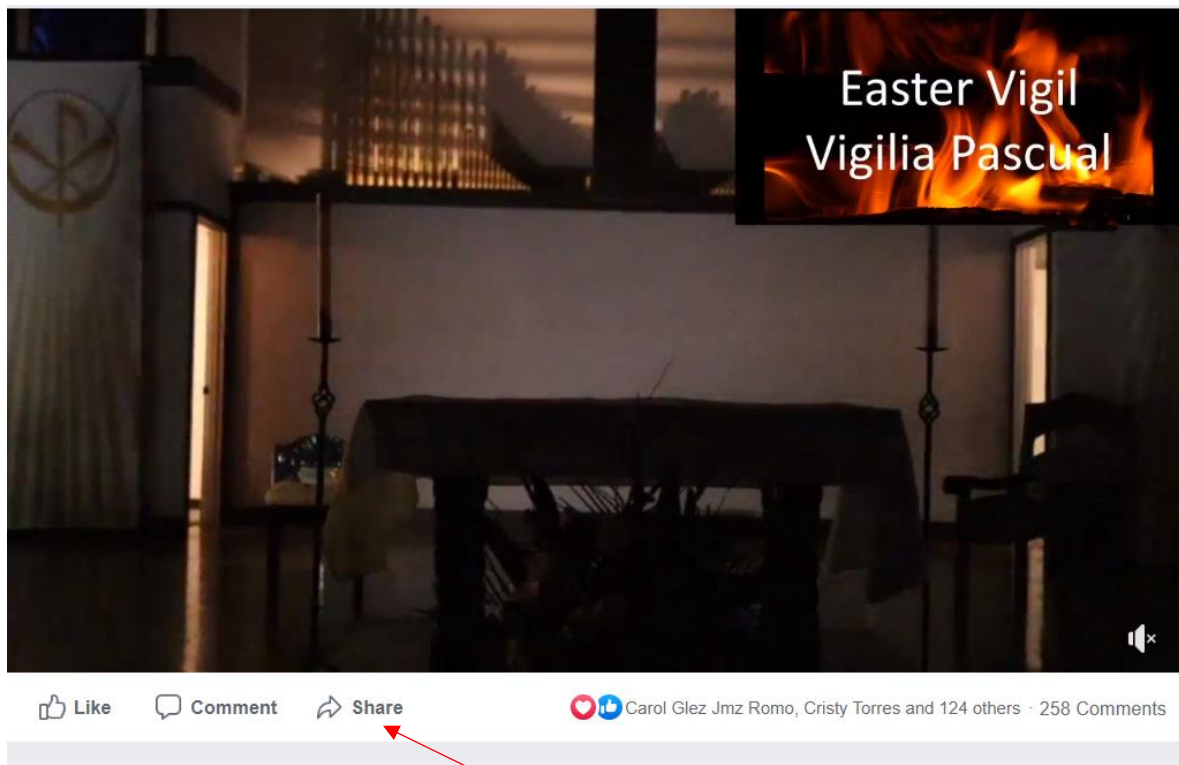 Easter Vigil
Vigilia Pascual
Like Comment Share Carol Glez Jmz Romo, Cristy Torres and 124 others · 258 Comments